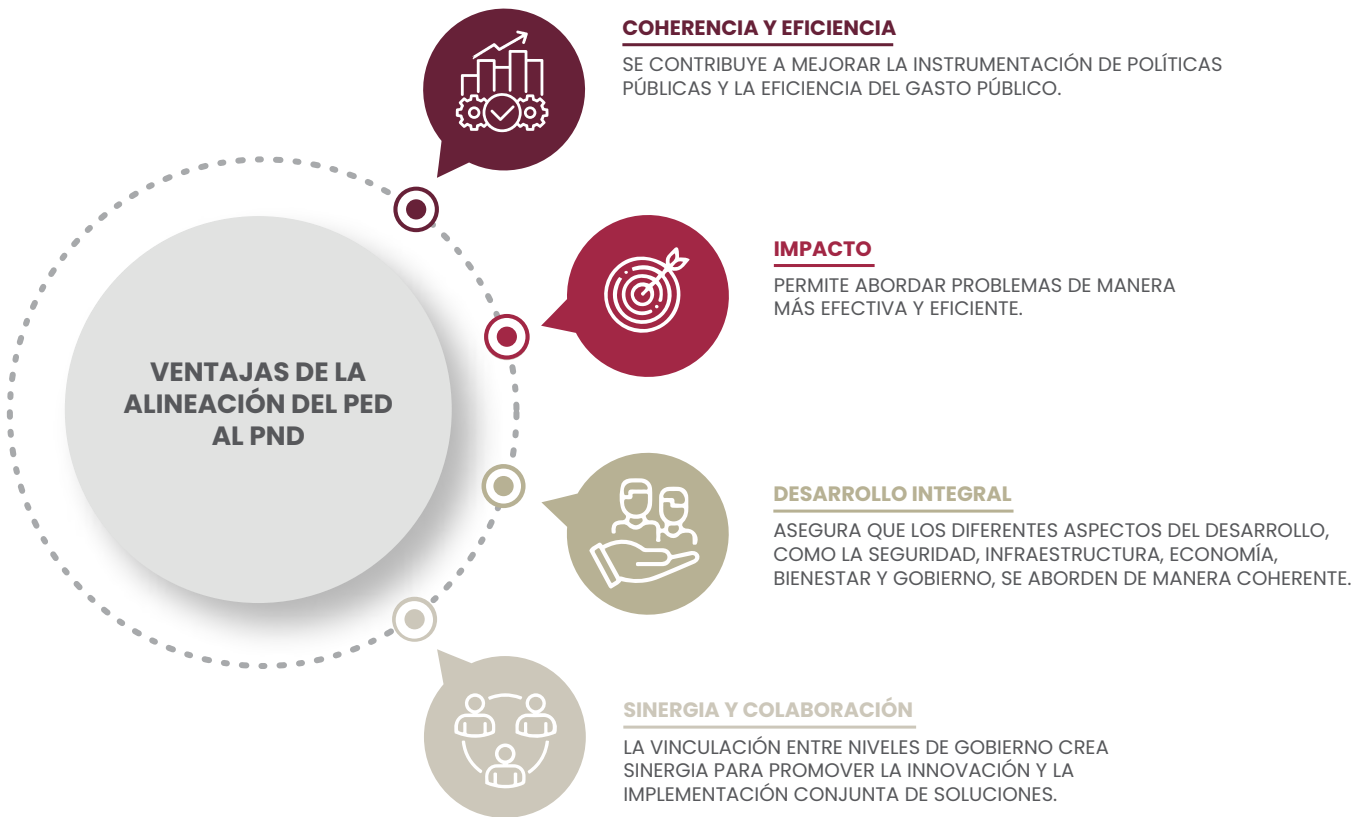 COHERENCIA Y EFICIENCIA
SE CONTRIBUYE A MEJORAR LA INSTRUMENTACIÓN DE POLÍTICAS
PÚBLICAS Y LA EFICIENCIA DEL GASTO PÚBLICO.
IMPACTO
PERMITE ABORDAR PROBLEMAS DE MANERA
MÁS EFECTIVA Y EFICIENTE.
VENTAJAS DE LA
ALINEACIÓN DEL PED
AL PND
DESARROLLO INTEGRAL
ASEGURA QUE LOS DIFERENTES ASPECTOS DEL DESARROLLO,
COMO LA SEGURIDAD, INFRAESTRUCTURA, ECONOMÍA,
BIENESTAR Y GOBIERNO, SE ABORDEN DE MANERA COHERENTE.
SINERGIA Y COLABORACIÓN
LA VINCULACIÓN ENTRE NIVELES DE GOBIERNO CREA
SINERGIA PARA PROMOVER LA INNOVACIÓN Y LA
IMPLEMENTACIÓN CONJUNTA DE SOLUCIONES.